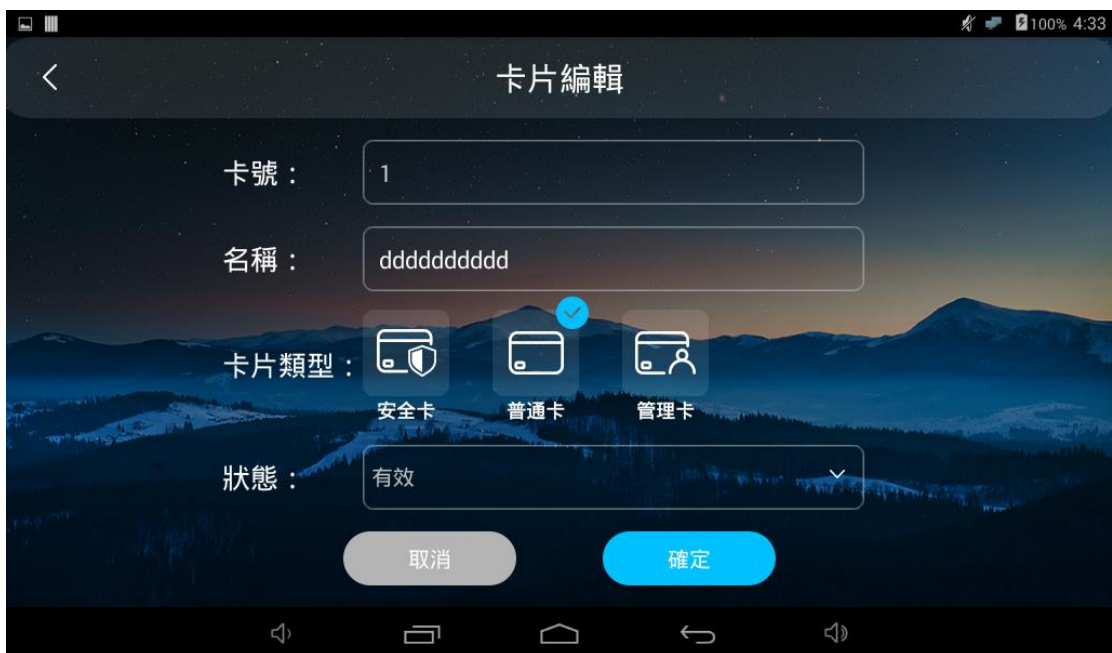 100% 4:33
卡片編輯
卡號：
1
名稱：
dddddddddd
卡片類型：
安全卡 普通卡 管理卡
狀態：
有效
取消 確定